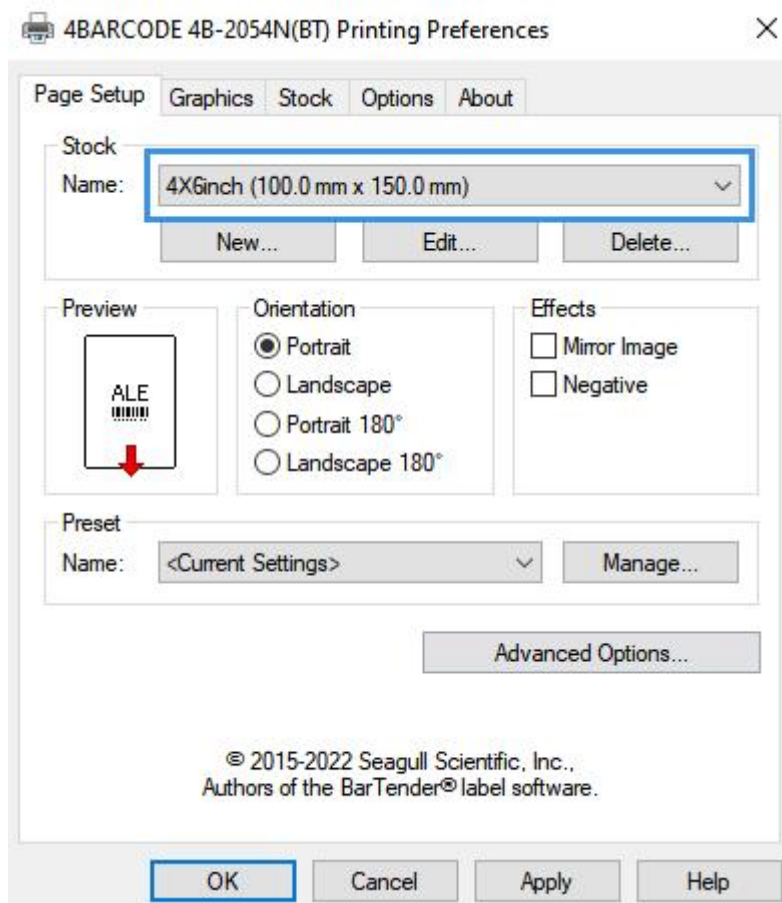 4BARCODE 4B-2054N(BT) Printing Preferences
Page Setup Graphics Stock Options About
Stock
Name: 4X6inch (100.0 mm x 150.0 mm)
New... Edit... Delete...
Preview
ALE
Orientation
Portrait
Landscape
Portrait 180°
Landscape 180°
Effects
Mirror Image
Negative
Preset
Name: <Current Settings> Manage...
Advanced Options...
© 2015-2022 Seagull Scientific, Inc.,
Authors of the BarTender® label software.
OK Cancel Apply Help